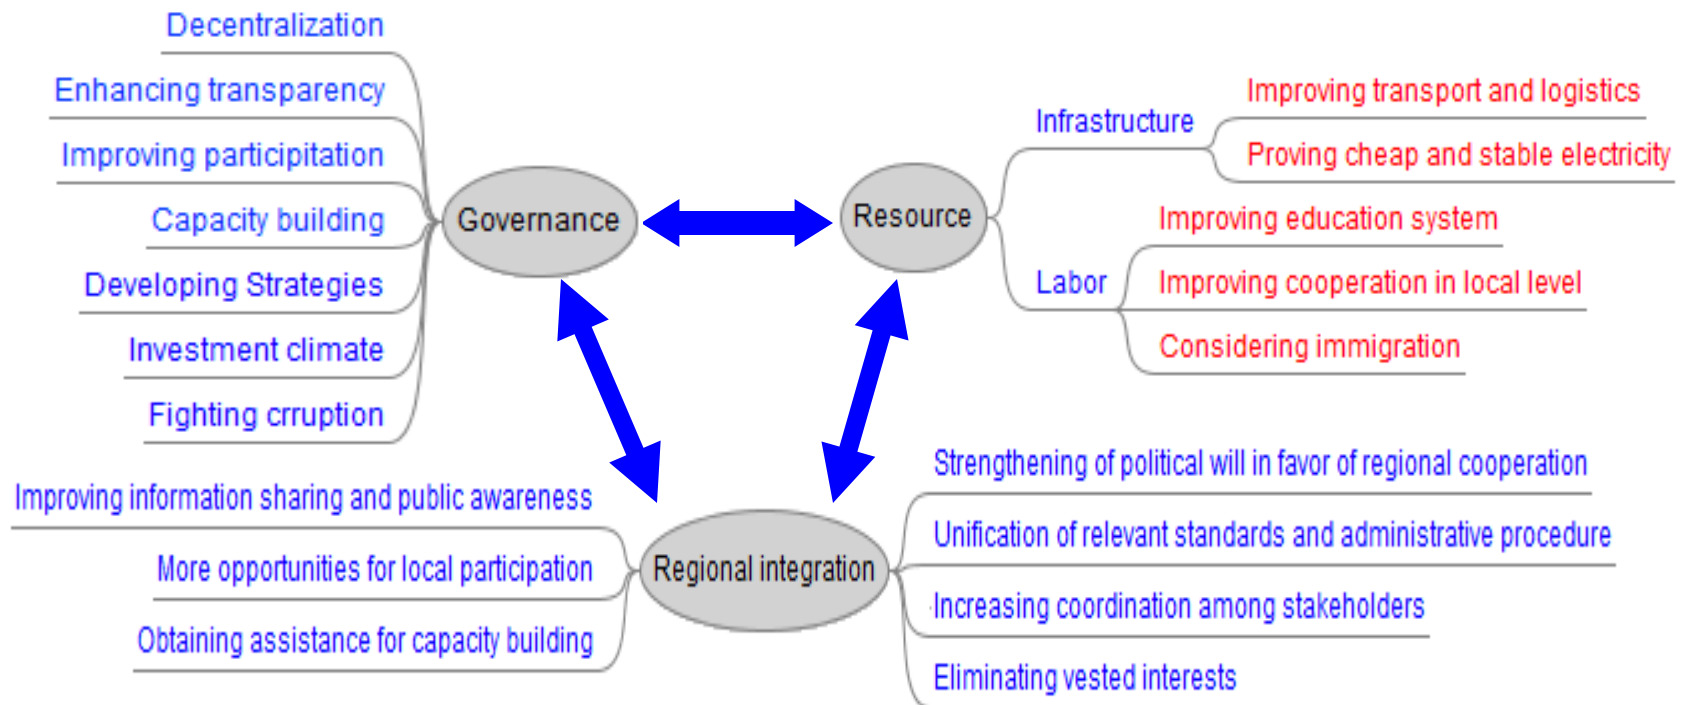 Decentralization
Enhancing transparency
Improving participitation
Capacity building
Developing Strategies
Investment climate
Fighting crruption
Governance
Resource
Infrastructure
Improving transport and logistics
Proving cheap and stable electricity
Labor
Improving education system
Improving cooperation in local level
Considering immigration
Improving information sharing and public awareness
More opportunities for local participation
Obtaining assistance for capacity building
Regional integration
Strengthening of political will in favor of regional cooperation
Unification of relevant standards and administrative procedure
Increasing coordination among stakeholders
Eliminating vested interests